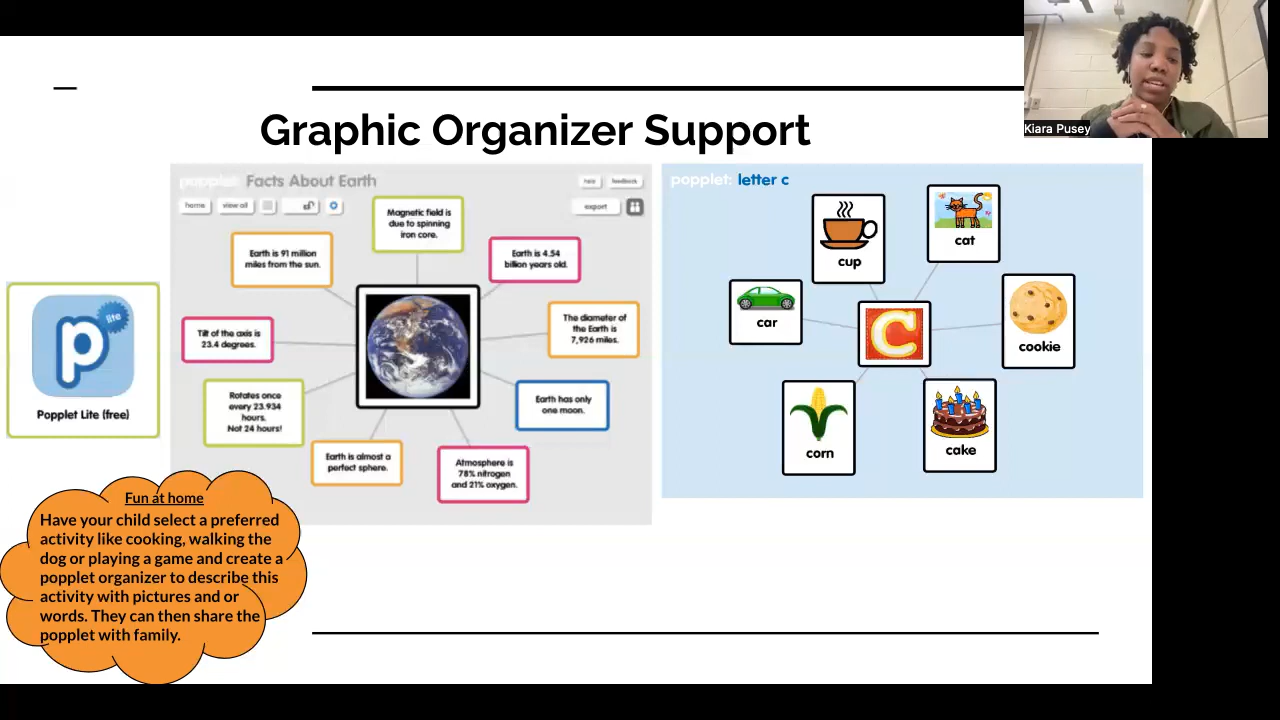 Kiara Pusey
Graphic Organizer Support
popplet: Facts About Earth
help
feedback
home
view all
export
Magnetic field is
due to spinning
iron core.
Earth is 91 million
miles from the sun.
Earth is 4.54
billion years old.
Tilt of the axis is
23.4 degrees.
The diameter of
the Earth is
7,926 miles.
Rotates once
every 23.934
hours.
Not 24 hours!
Earth has only
one moon.
Earth is almost a
perfect sphere.
Atmosphere is
78% nitrogen
and 21% oxygen.
popplet: letter c
cup
cat
car
C
cookie
corn
cake
p
lite
Popplet Lite (free)
Fun at home
Have your child select a preferred
activity like cooking, walking the
dog or playing a game and create a
popplet organizer to describe this
activity with pictures and or
words. They can then share the
popplet with family.